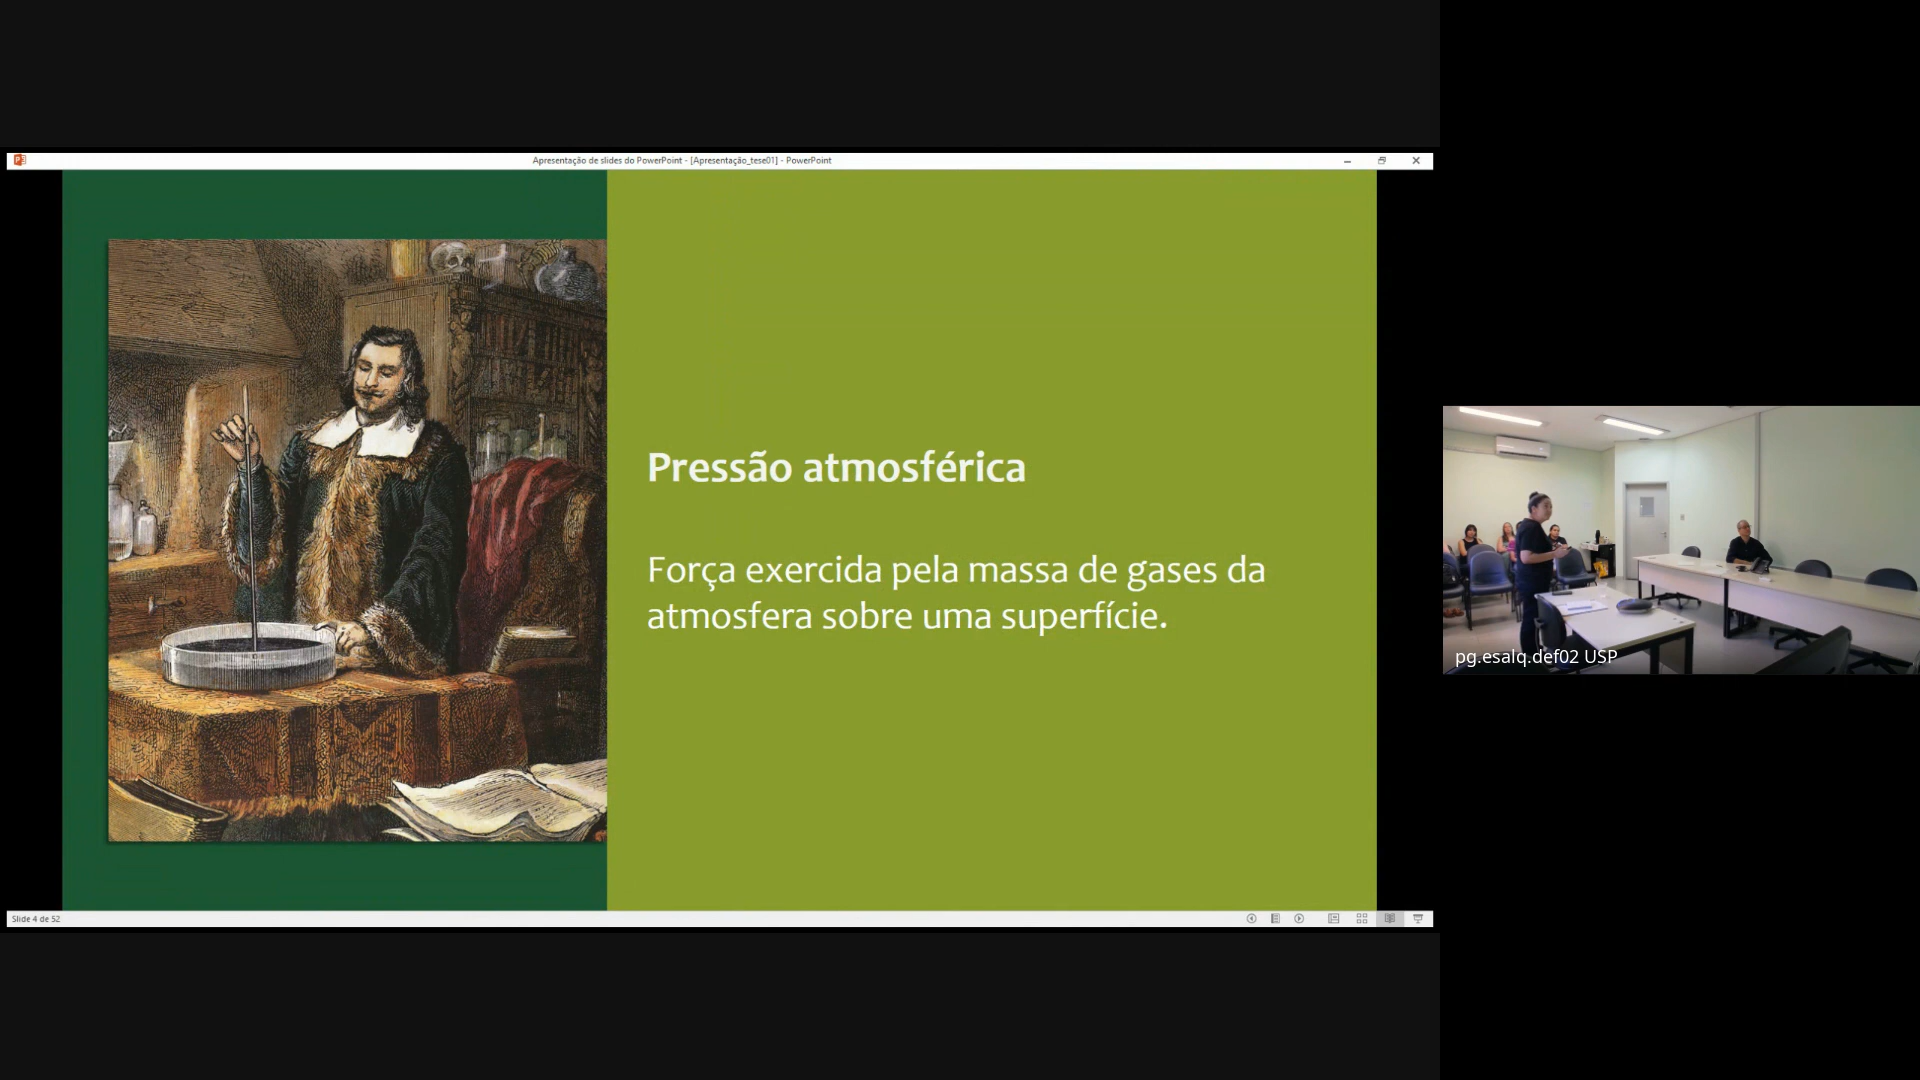 Apresentação de slides do PowerPoint - [Apresentação_tese01] - PowerPoint
Pressão atmosférica
Força exercida pela massa de gases da
atmosfera sobre uma superfície.
pg.esalq.def02 USP
Slide 4 de 52